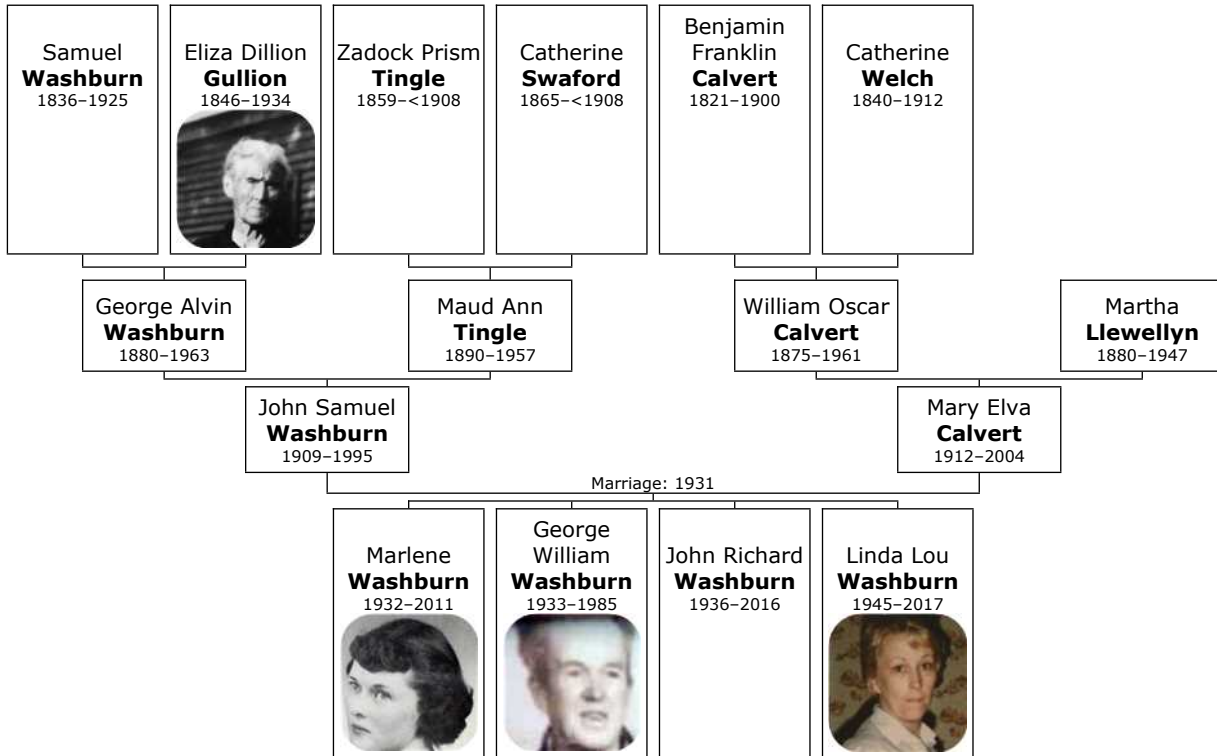 Samuel
Washburn
1836–1925
Eliza Dillion
Gullion
1846–1934
Zadock Prism
Tingle
1859–<1908
Catherine
Swaford
1865–<1908
Benjamin
Franklin
Calvert
1821–1900
Catherine
Welch
1840–1912
George Alvin
Washburn
1880–1963
Maud Ann
Tingle
1890–1957
William Oscar
Calvert
1875–1961
Martha
Llewellyn
1880–1947
John Samuel
Washburn
1909–1995
Mary Elva
Calvert
1912–2004
Marriage: 1931
Marlene
Washburn
1932–2011
George
William
Washburn
1933–1985
John Richard
Washburn
1936–2016
Linda Lou
Washburn
1945–2017